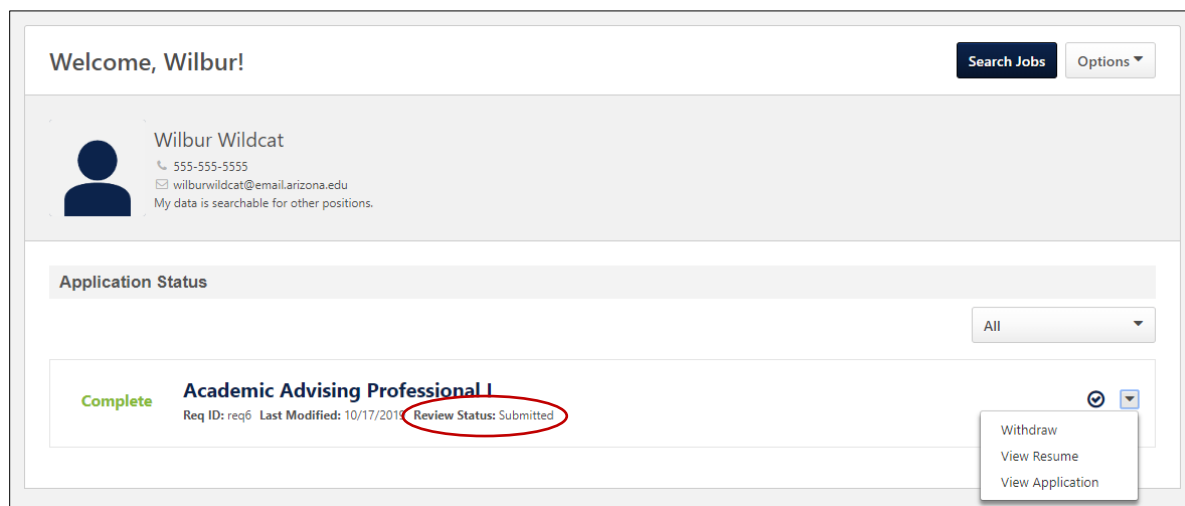 Welcome, Wilbur!
Search Jobs
Options
Wilbur Wildcat
555-555-5555
wilburwildcat@email.arizona.edu
My data is searchable for other positions.
Application Status
All
Complete
Academic Advising Professional I
Req ID: req6 Last Modified: 10/17/2019 Review Status: Submitted
Withdraw
View Resume
View Application